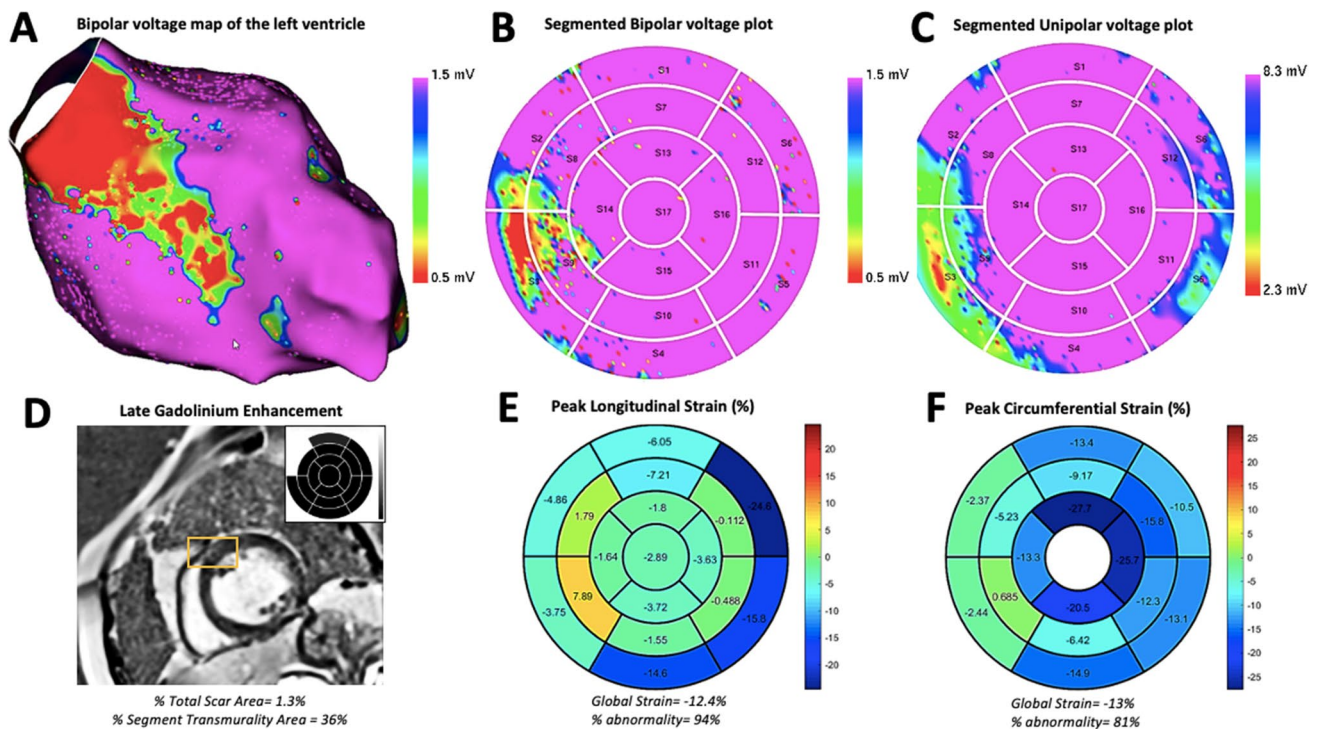 A
Bipolar voltage map of the left ventricle
1.5 mV
0.5 mV
B
Segmented Bipolar voltage plot
S1
S7
S2
S6
S8
S13
S12
S14
S17
S16
S9
S15
S11
S3
S5
S10
S4
1.5 mV
0.5 mV
C
Segmented Unipolar voltage plot
S1
S7
S2
S6
S8
S13
S12
S14
S17
S16
S9
S15
S11
S3
S5
S10
S4
8.3 mV
2.3 mV
D
Late Gadolinium Enhancement
% Total Scar Area= 1.3%
% Segment Transmurality Area = 36%
E
Peak Longitudinal Strain (%)
-6.05
-7.21
-4.86
-24.6
1.79
-1.8
-0.112
-1.64
-2.89
-3.63
7.89
-3.72
-0.488
-3.75
-15.8
-1.55
-14.6
20
15
10
5
0
-5
-10
-15
-20
Global Strain= -12.4%
% abnormality= 94%
F
Peak Circumferential Strain (%)
-13.4
-9.17
-2.37
-10.5
-5.23
-27.7
-15.8
-13.3
-25.7
0.685
-20.5
-12.3
-2.44
-13.1
-6.42
-14.9
25
20
15
10
5
0
-5
-10
-15
-20
-25
Global Strain= -13%
% abnormality= 81%